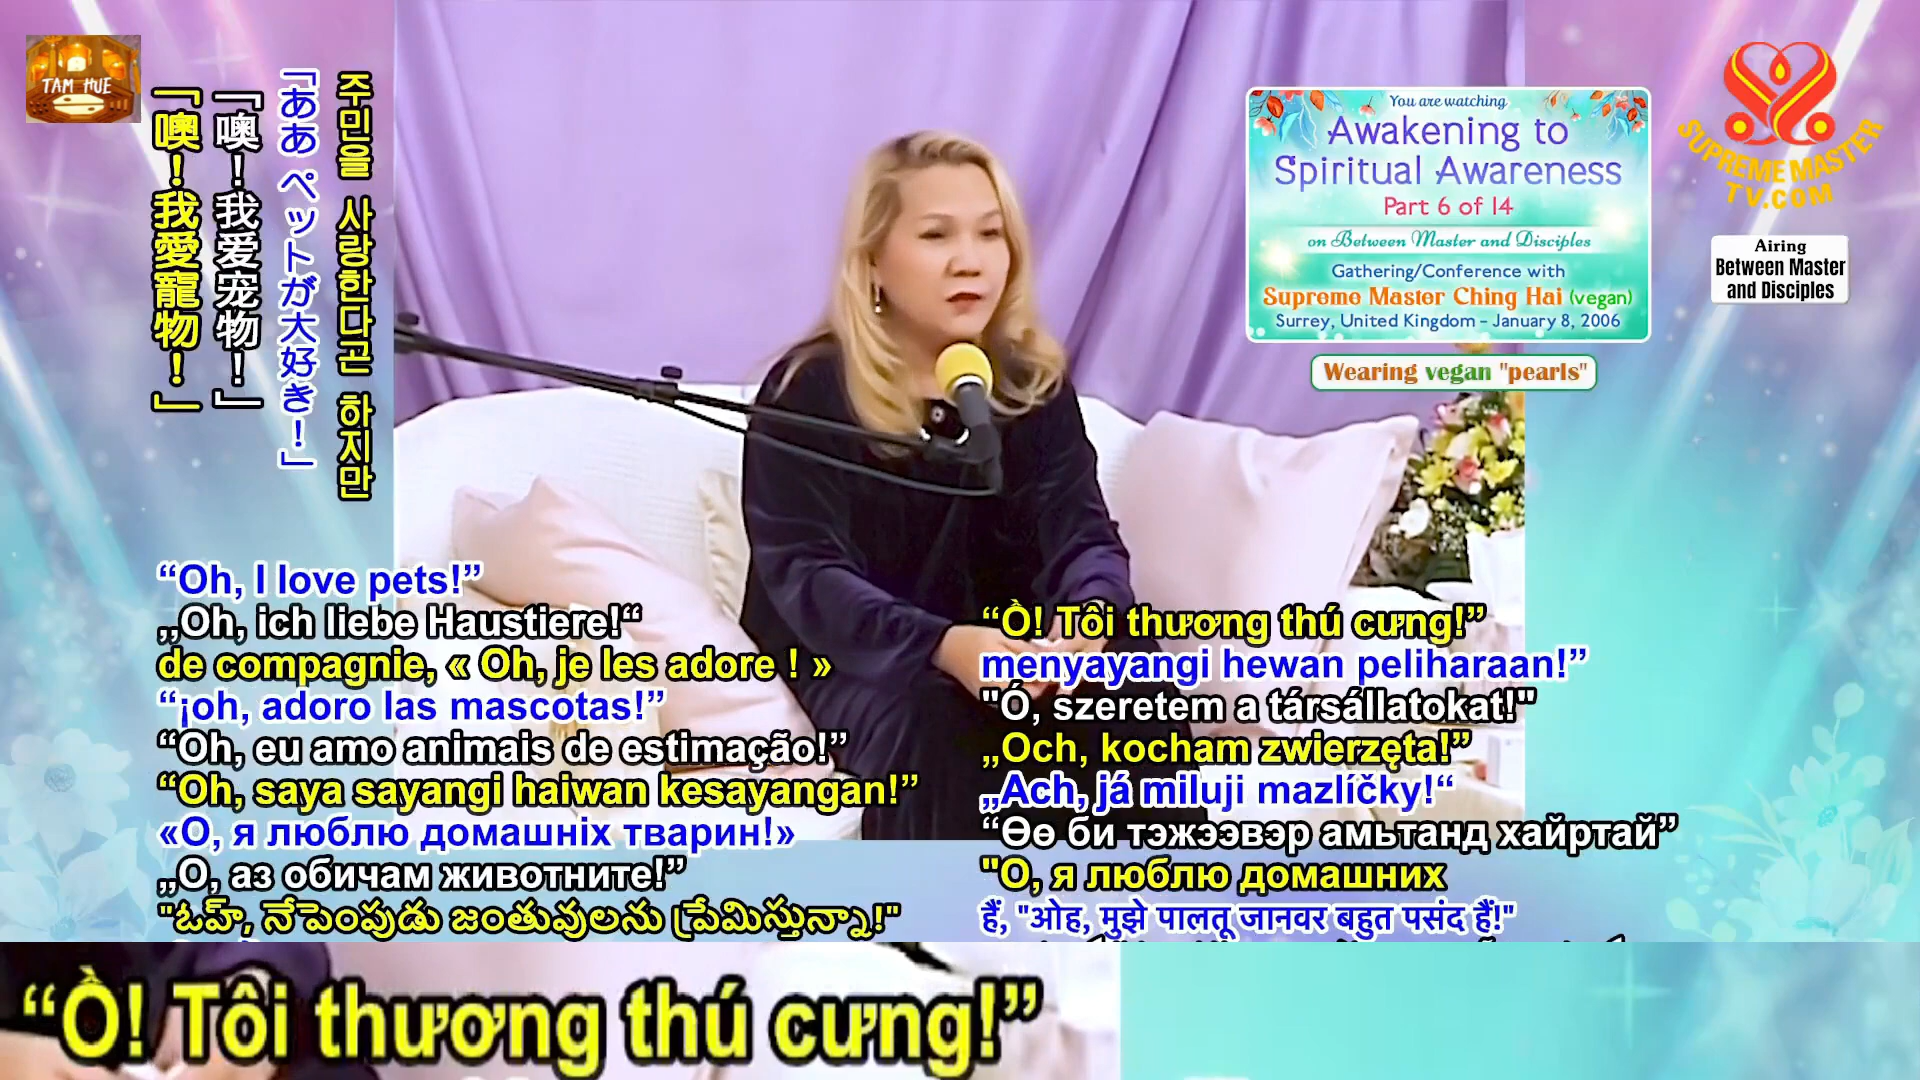 TAM HUE
「噢！我愛寵物！」
「噢！我爱宠物！」
「ああ ペットが大好き！」
주민을 사랑한다고 하지만
You are watching
Awakening to
Spiritual Awareness
Part 6 of 14
on Between Master and Disciples
Gathering/Conference with
Supreme Master Ching Hai (vegan)
Surrey, United Kingdom - January 8, 2006
Wearing vegan "pearls"
SUPREME MASTER
TV.COM
Airing
Between Master
and Disciples
“Oh, I love pets!”
„Oh, ich liebe Haustiere!“
de compagnie, « Oh, je les adore ! »
“¡oh, adoro las mascotas!”
“Oh, eu amo animais de estimação!”
“Oh, saya sayangi haiwan kesayangan!”
«О, я люблю домашніх тварин!»
„О, аз обичам животните!”
"ఓహ్, నేపెంపుడు జంతువులను ప్రేమిస్తున్నా!"
“Ồ! Tôi thương thú cưng!”
menyayangi hewan peliharaan!”
"Ó, szeretem a társállatokat!"
„Och, kocham zwierzęta!”
„Ach, já miluji mazlíčky!“
“Өө би тэжээвэр амьтанд хайртай”
"О, я люблю домашних
हैं, "ओह, मुझे पालतू जानवर बहुत पसंद हैं!"
“Ồ! Tôi thương thú cưng!”